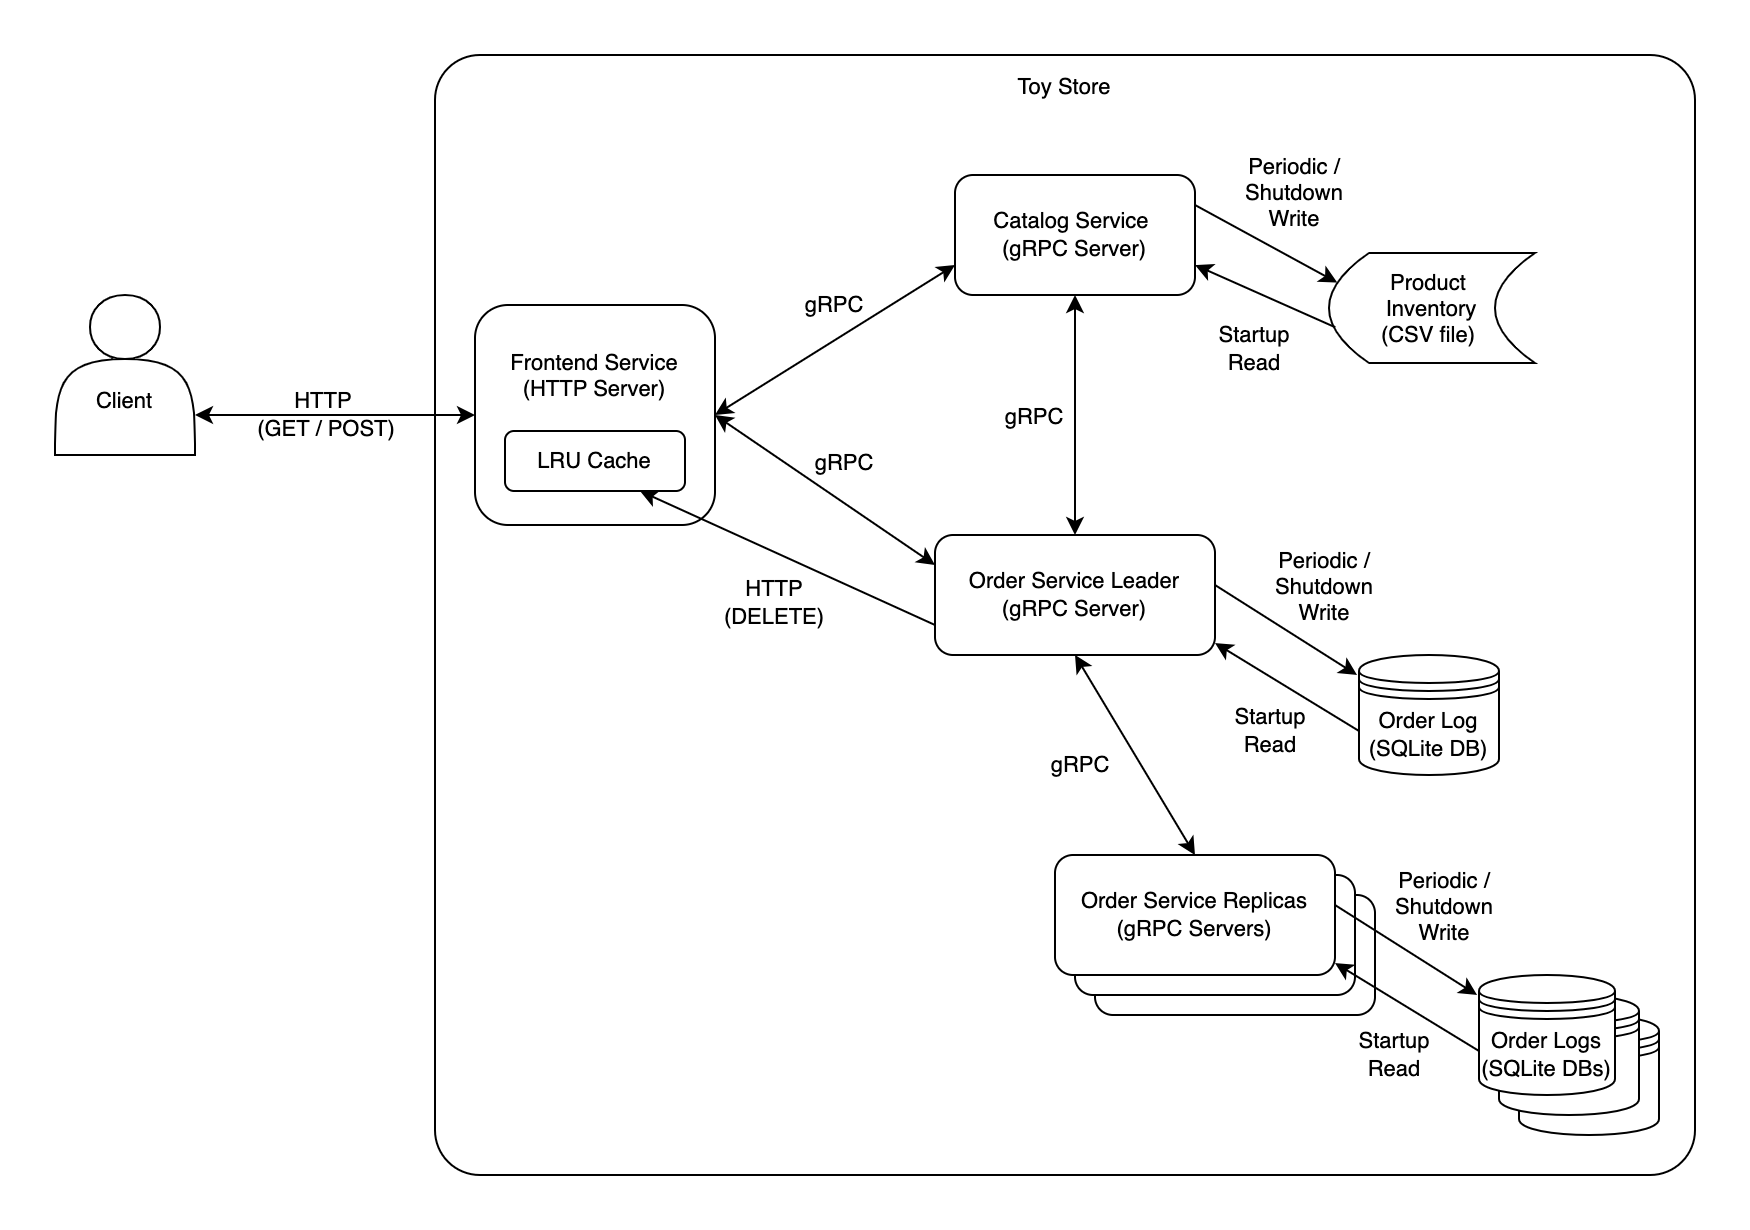 Toy Store
Periodic /
Shutdown
Write
Catalog Service
(gRPC Server)
Product
Inventory
(CSV file)
gRPC
Startup
Read
Frontend Service
(HTTP Server)
Client
HTTP
(GET / POST)
gRPC
LRU Cache
gRPC
HTTP
(DELETE)
Order Service Leader
(gRPC Server)
Periodic /
Shutdown
Write
Startup
Read
Order Log
(SQLite DB)
gRPC
Order Service Replicas
(gRPC Servers)
Periodic /
Shutdown
Write
Startup
Read
Order Logs
(SQLite DBs)